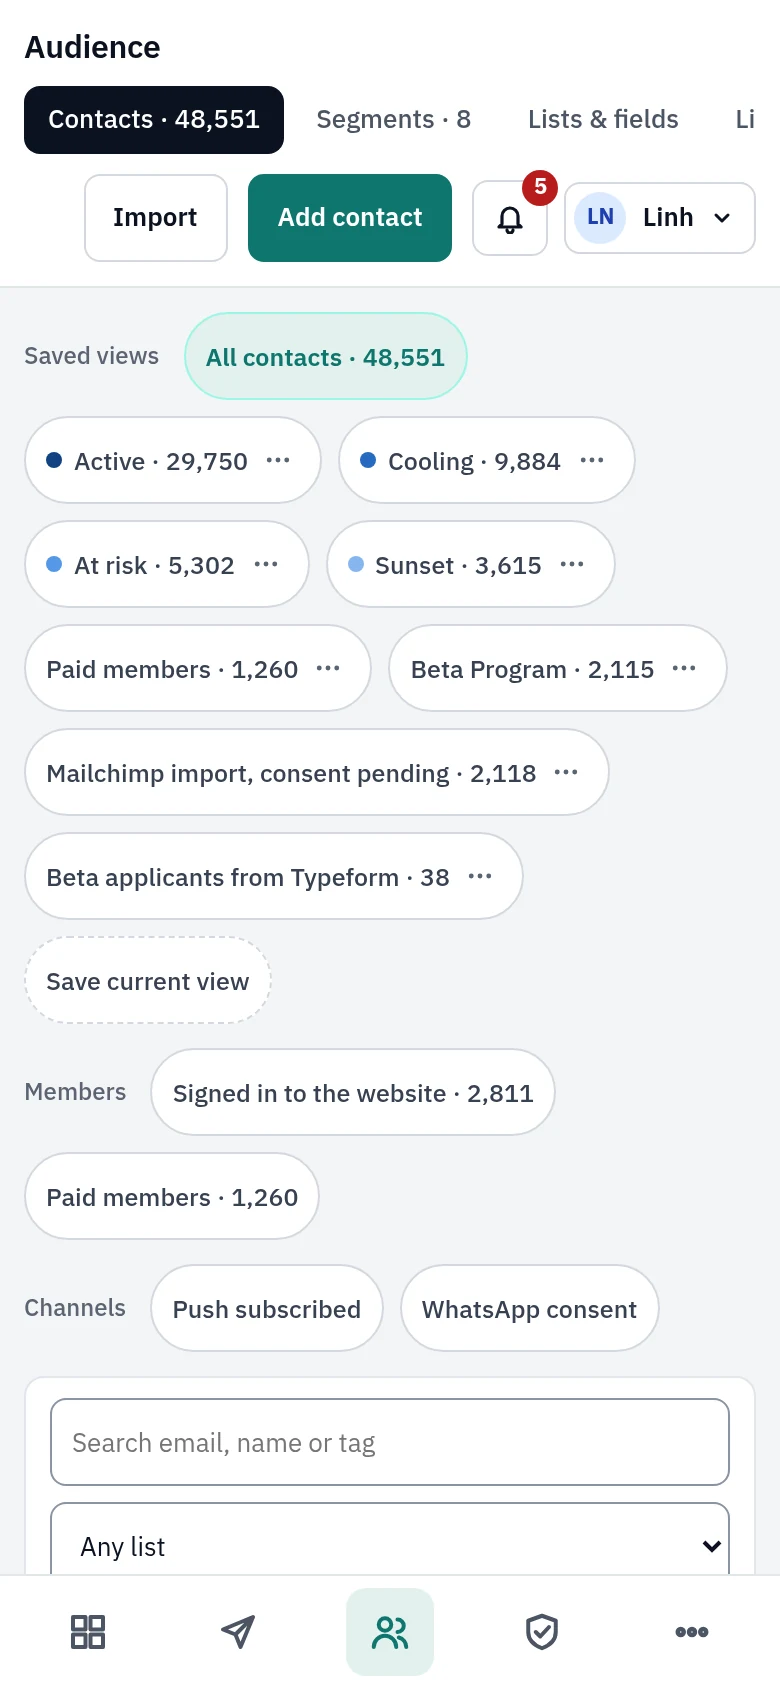 Audience
Contacts · 48,551
Segments · 8
Lists & fields
Li
Import
Add contact
5
LN
Linh
Saved views
All contacts · 48,551
Active · 29,750
Cooling · 9,884
At risk · 5,302
Sunset · 3,615
Paid members · 1,260
Beta Program · 2,115
Mailchimp import, consent pending · 2,118
Beta applicants from Typeform · 38
Save current view
Members
Signed in to the website · 2,811
Paid members · 1,260
Channels
Push subscribed
WhatsApp consent
Search email, name or tag
Any list